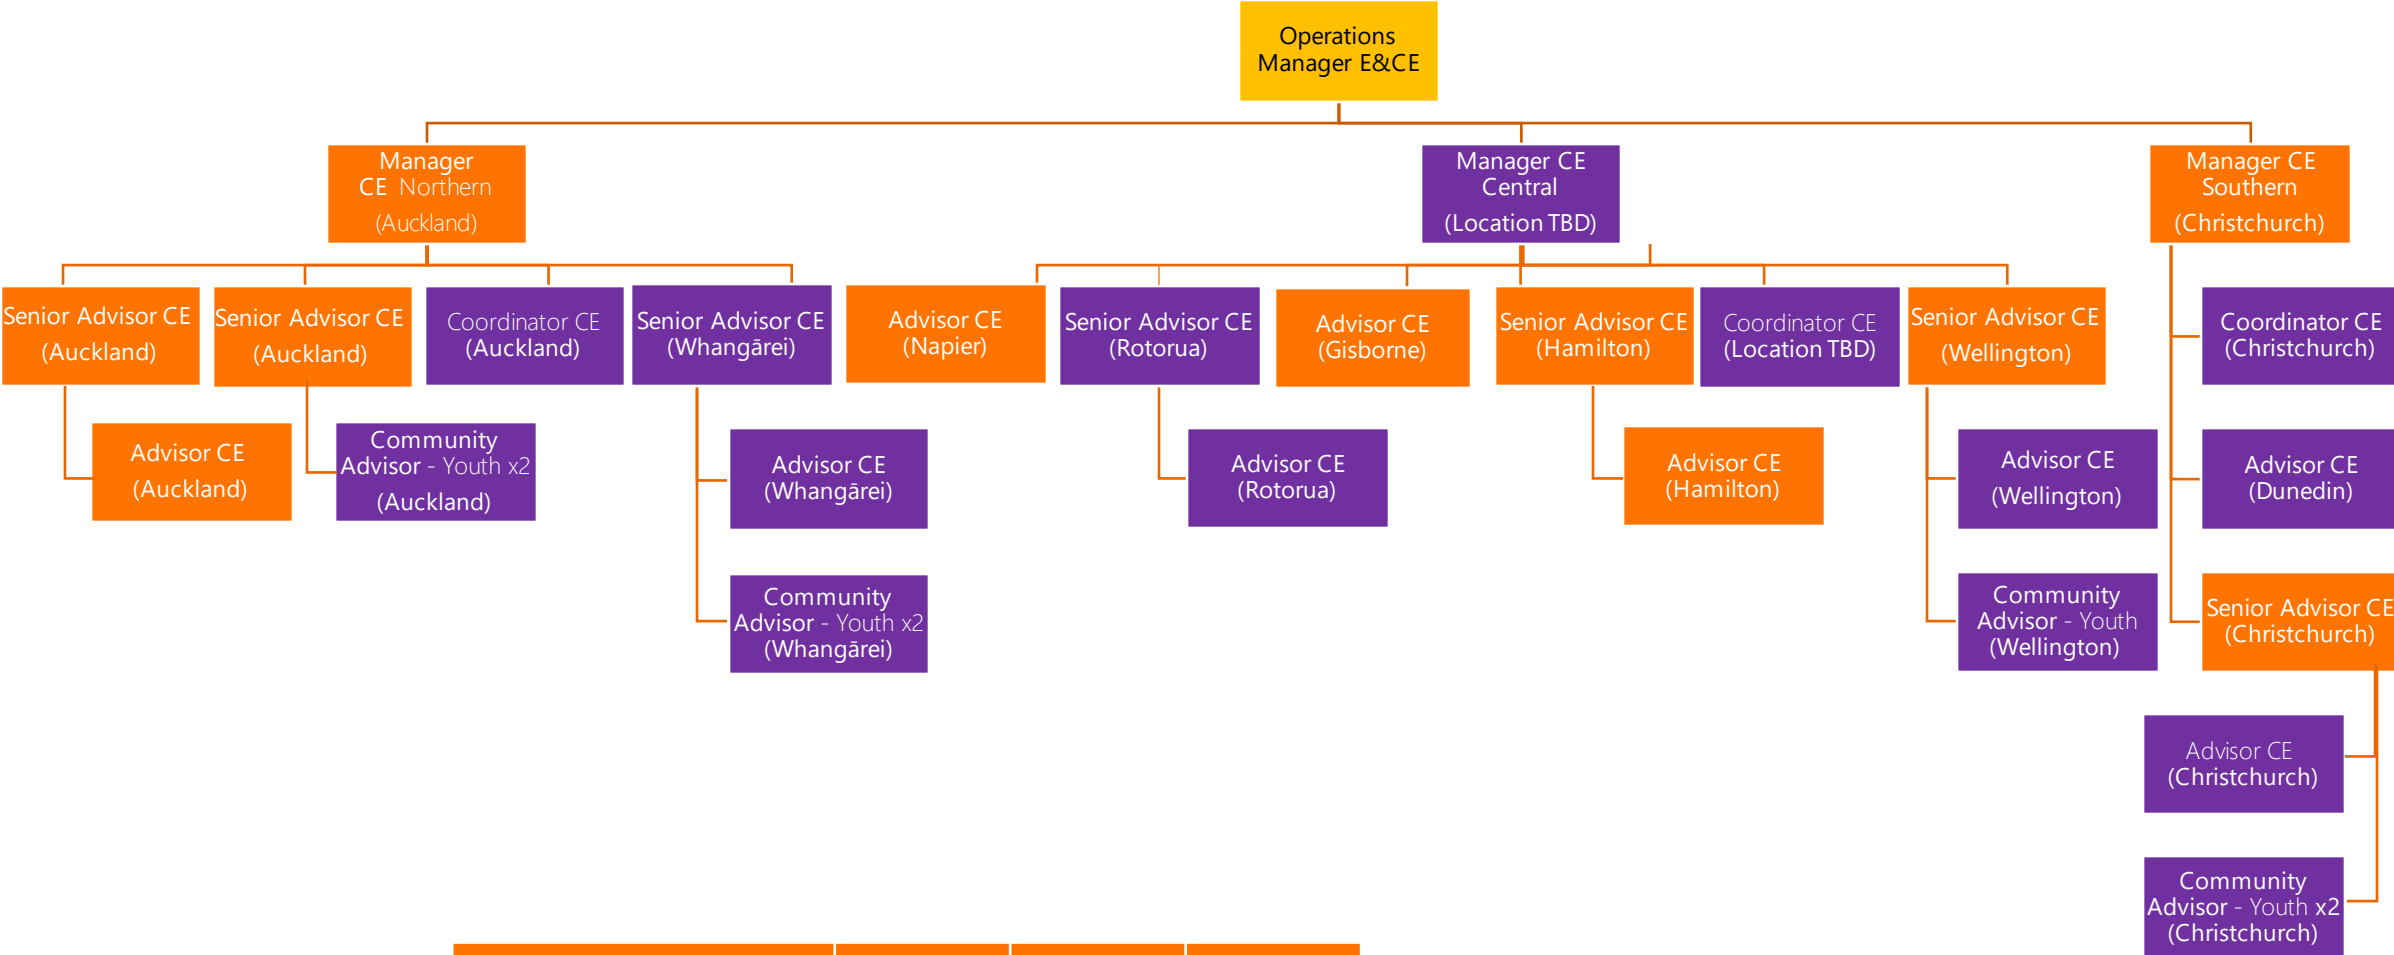 Operations
Manager E&CE
Manager
CE Northern
(Auckland)
Manager CE
Central
(Location TBD)
Manager CE
Southern
(Christchurch)
Senior Advisor CE
(Auckland)
Senior Advisor CE
(Auckland)
Coordinator CE
(Auckland)
Senior Advisor CE
(Whangārei)
Advisor CE
(Napier)
Senior Advisor CE
(Rotorua)
Advisor CE
(Gisborne)
Senior Advisor CE
(Hamilton)
Coordinator CE
(Location TBD)
Senior Advisor CE
(Wellington)
Coordinator CE
(Christchurch)
Advisor CE
(Auckland)
Community
Advisor - Youth x2
(Auckland)
Advisor CE
(Whangārei)
Advisor CE
(Rotorua)
Advisor CE
(Hamilton)
Advisor CE
(Wellington)
Advisor CE
(Dunedin)
Community
Advisor - Youth x2
(Whangārei)
Community
Advisor - Youth
(Wellington)
Senior Advisor CE
(Christchurch)
Advisor CE
(Christchurch)
Community
Advisor - Youth x2
(Christchurch)